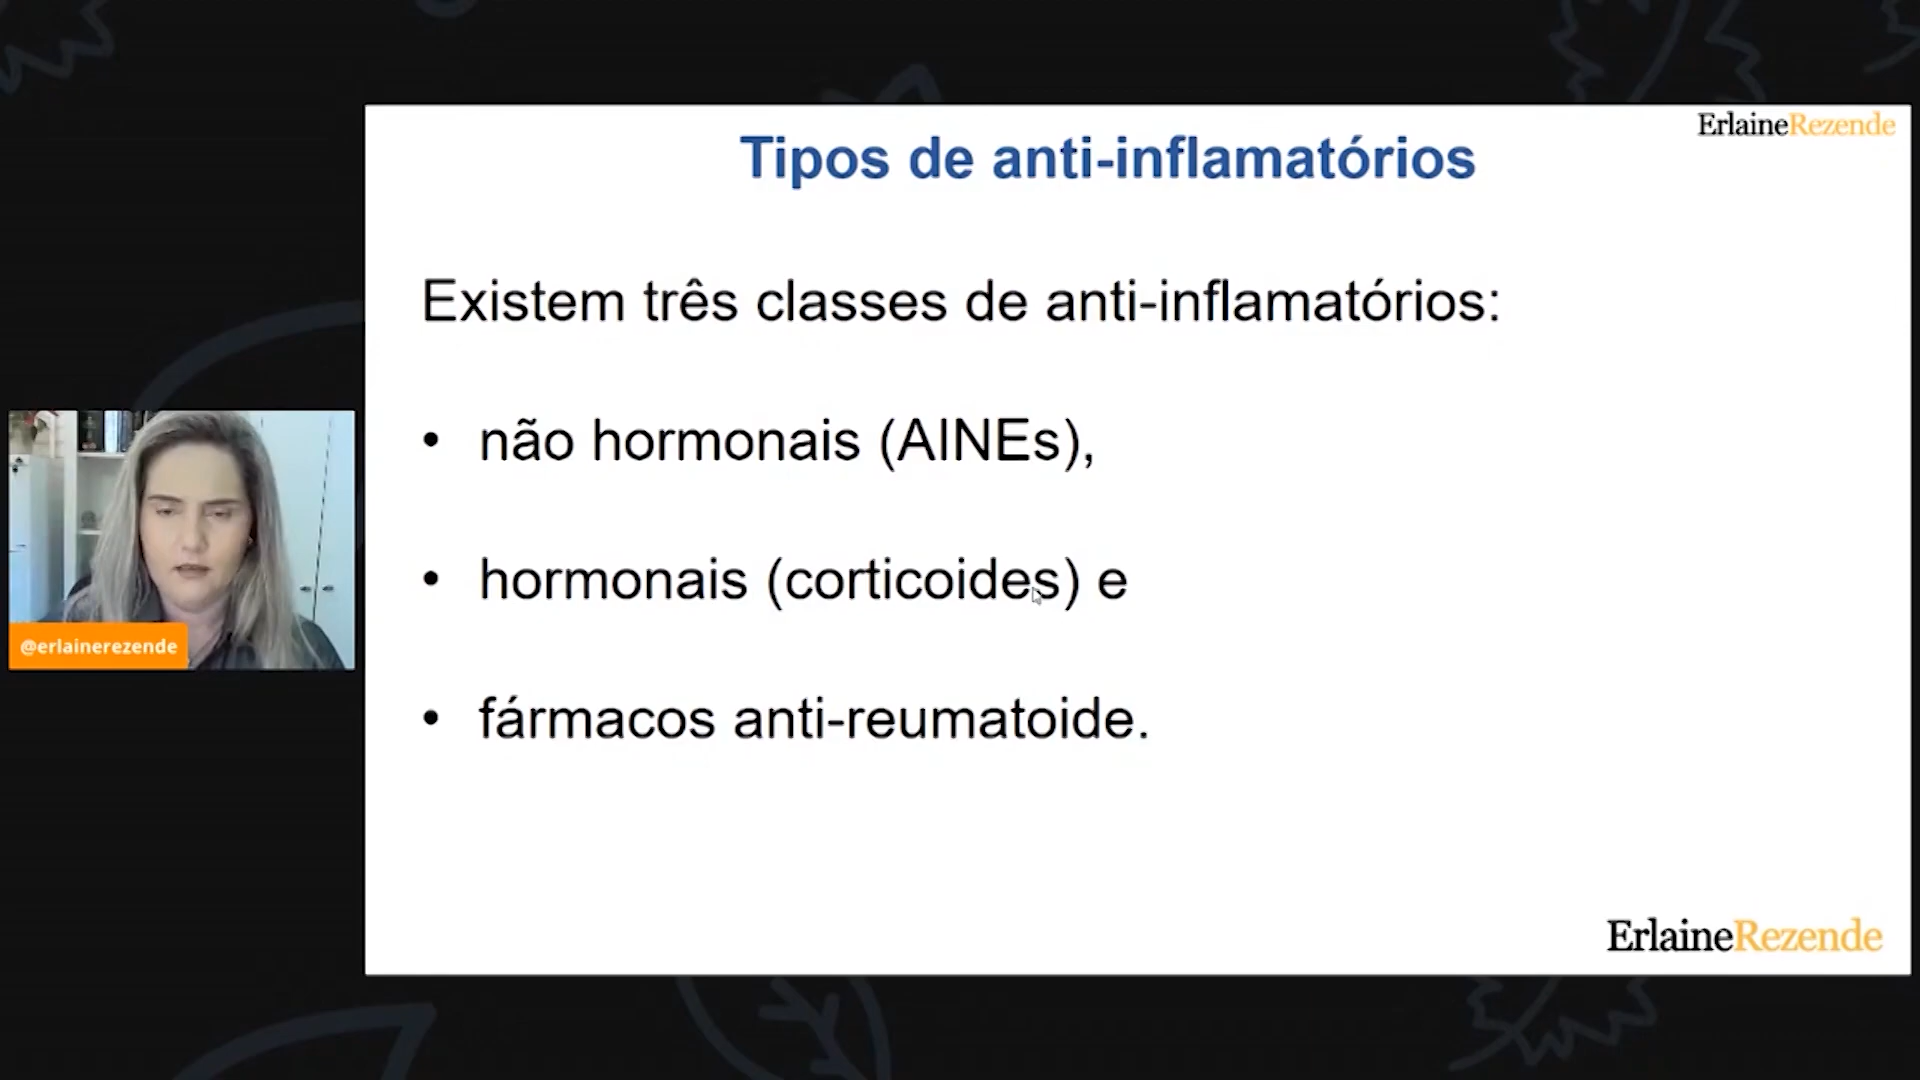 ErlaineRezende
Tipos de anti-inflamatórios
Existem três classes de anti-inflamatórios:
• não hormonais (AINEs),
• hormonais (corticoides) e
• fármacos anti-reumatoide.
@erlainerezende
ErlaineRezende